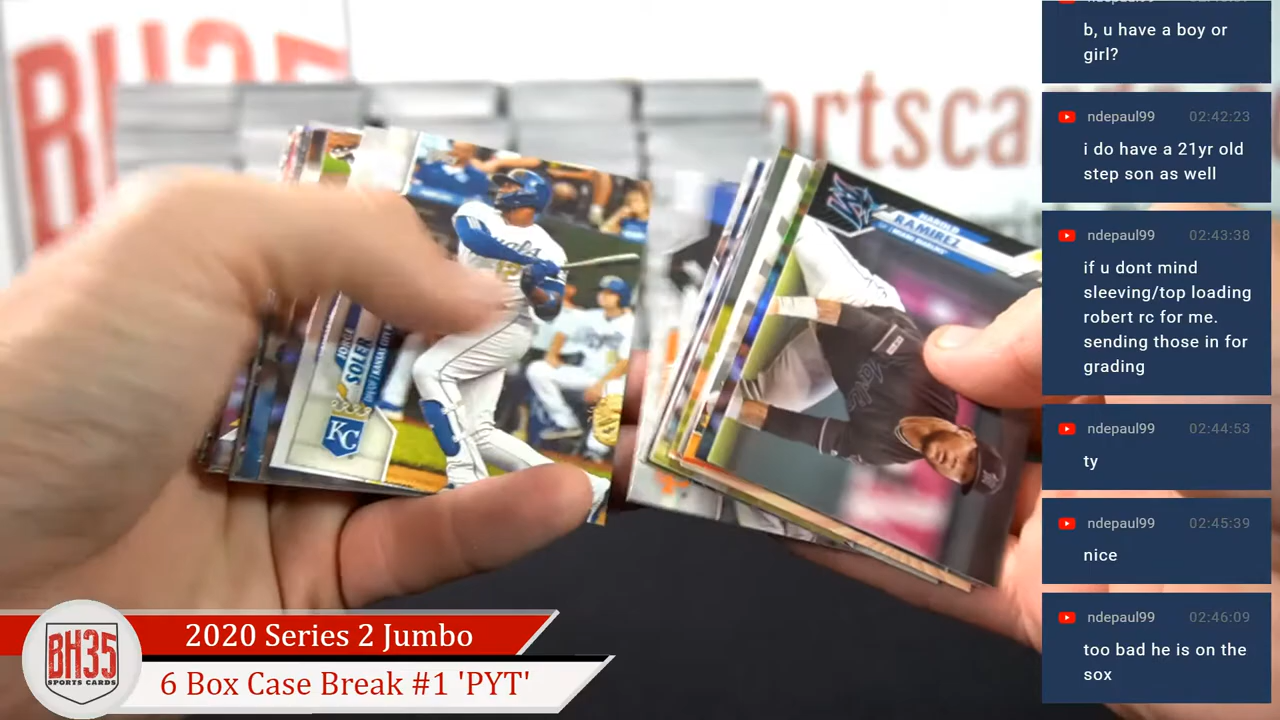 BH35
ortsca
b, u have a boy or
girl?
ndepaul99 02:42:23
i do have a 21yr old
step son as well
ndepaul99 02:43:38
if u dont mind
sleeving/top loading
robert rc for me.
sending those in for
grading
ndepaul99 02:44:53
ty
ndepaul99 02:45:39
nice
ndepaul99 02:46:09
too bad he is on the
sox
HAROLD
RAMIREZ
JORGE
SOLER
KC
BH35
SPORTS CARDS
2020 Series 2 Jumbo
6 Box Case Break #1 'PYT'